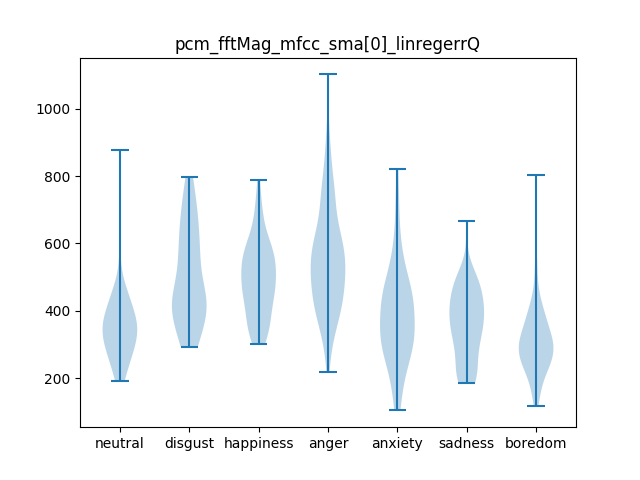 pcm_fftMag_mfcc_sma[0]_linregerrQ
1000
800
600
400
200
neutral disgust happiness anger anxiety sadness boredom